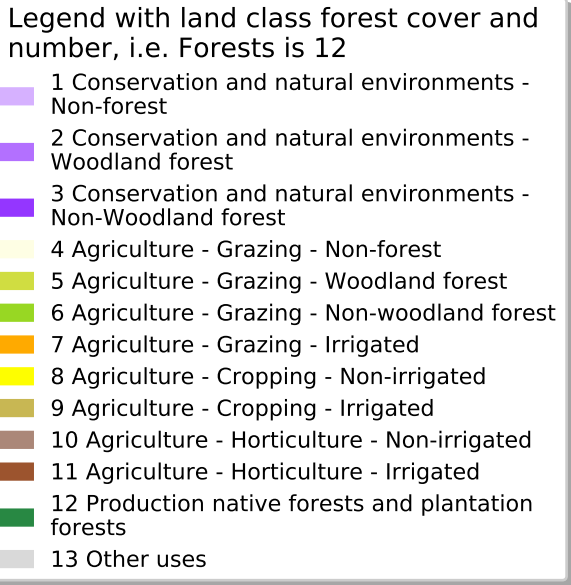 Legend with land class forest cover and
number, i.e. Forests is 12
1 Conservation and natural environments -
Non-forest
2 Conservation and natural environments -
Woodland forest
3 Conservation and natural environments -
Non-Woodland forest
4 Agriculture - Grazing - Non-forest
5 Agriculture - Grazing - Woodland forest
6 Agriculture - Grazing - Non-woodland forest
7 Agriculture - Grazing - Irrigated
8 Agriculture - Cropping - Non-irrigated
9 Agriculture - Cropping - Irrigated
10 Agriculture - Horticulture - Non-irrigated
11 Agriculture - Horticulture - Irrigated
12 Production native forests and plantation
forests
13 Other uses